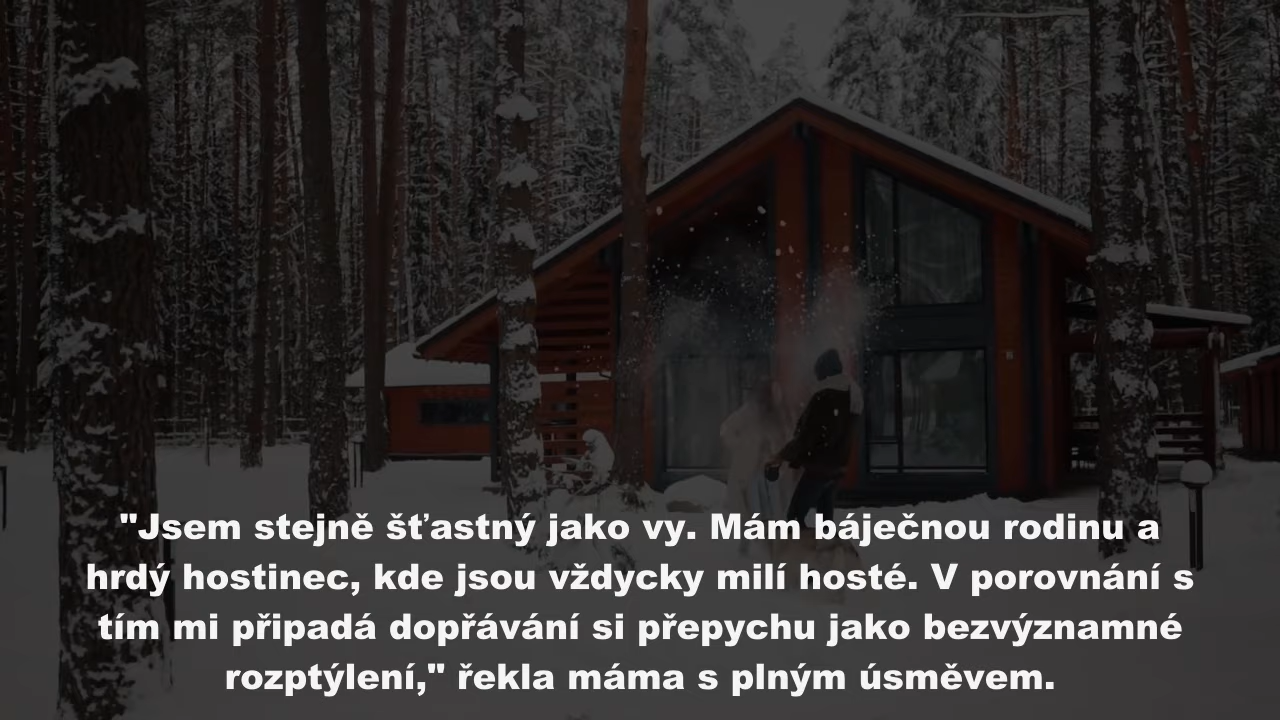 "Jsem stejně šťastný jako vy. Mám báječnou rodinu a
hrdý hostinec, kde jsou vždycky milí hosté. V porovnání s
tím mi připadá dopřávání si přepychu jako bezvýznamné
rozptýlení," řekla máma s plným úsměvem.